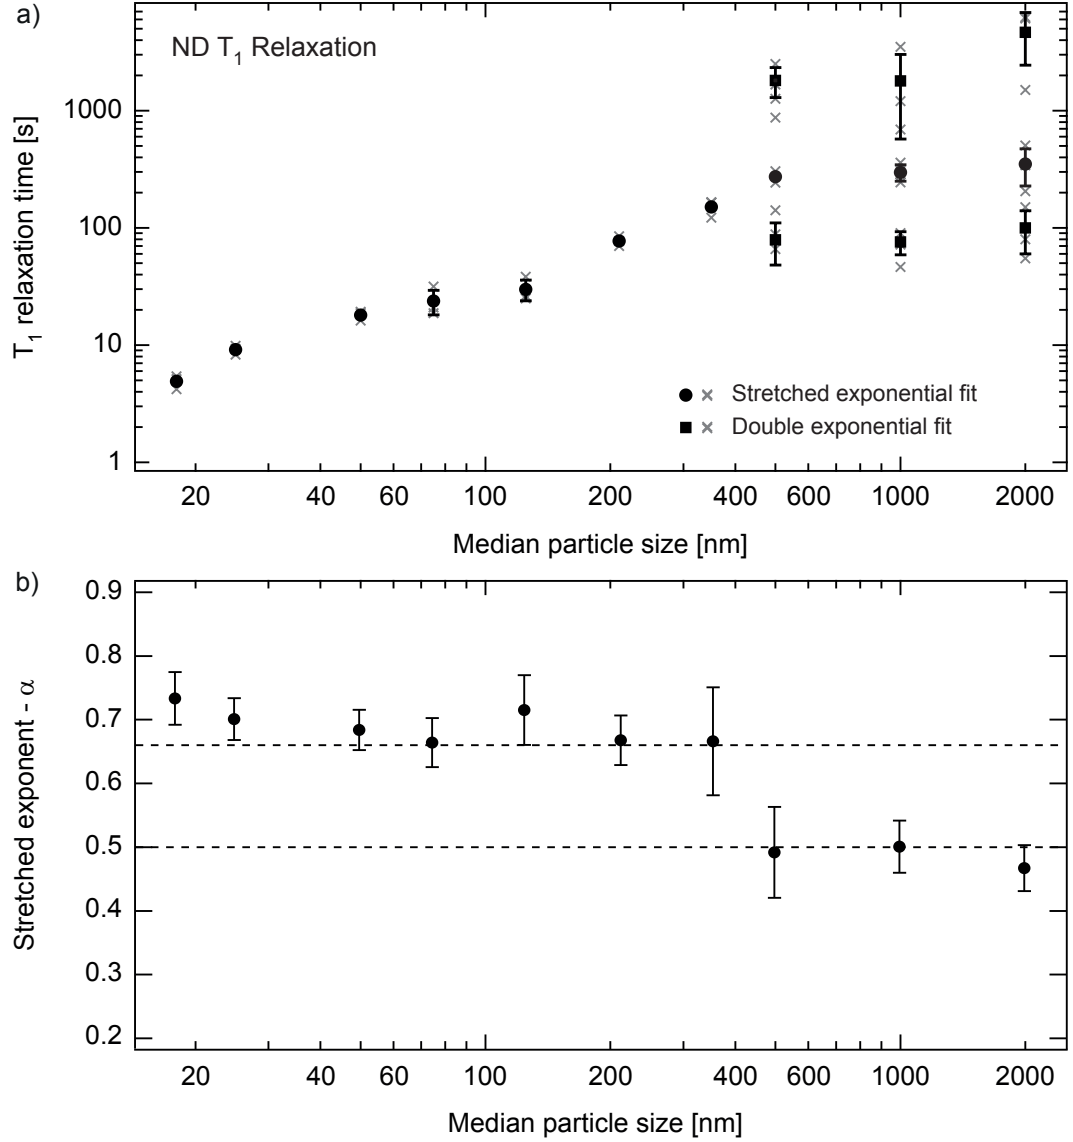 a)
ND T₁ Relaxation
T₁ relaxation time [s]
1000
100
10
1
Stretched exponential fit
Double exponential fit
20 40 60 100 200 400 600 1000 2000
Median particle size [nm]
b)
Stretched exponent - α
0.9
0.8
0.7
0.6
0.5
0.4
0.3
0.2
20 40 60 100 200 400 600 1000 2000
Median particle size [nm]